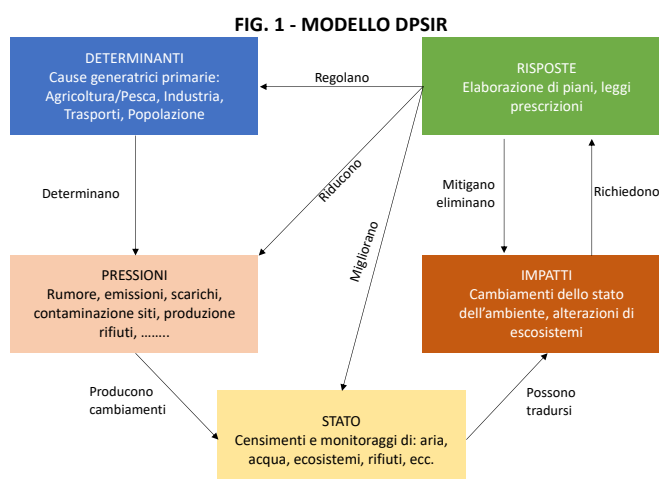 FIG. 1 - MODELLO DPSIR
DETERMINANTI
Cause generatrici primarie:
Agricoltura/Pesca, Industria,
Trasporti, Popolazione
Regolano
RISPOSTE
Elaborazione di piani, leggi
prescrizioni
Determinano
Riducono
Migliorano
Mitigano
eliminano
Richiedono
PRESSIONI
Rumore, emissioni, scarichi,
contaminazione siti, produzione
rifiuti, ……..
IMPATTI
Cambiamenti dello stato
dell’ambiente, alterazioni di
escosistemi
Producono
cambiamenti
STATO
Censimenti e monitoraggi di: aria,
acqua, ecosistemi, rifiuti, ecc.
Possono
tradursi